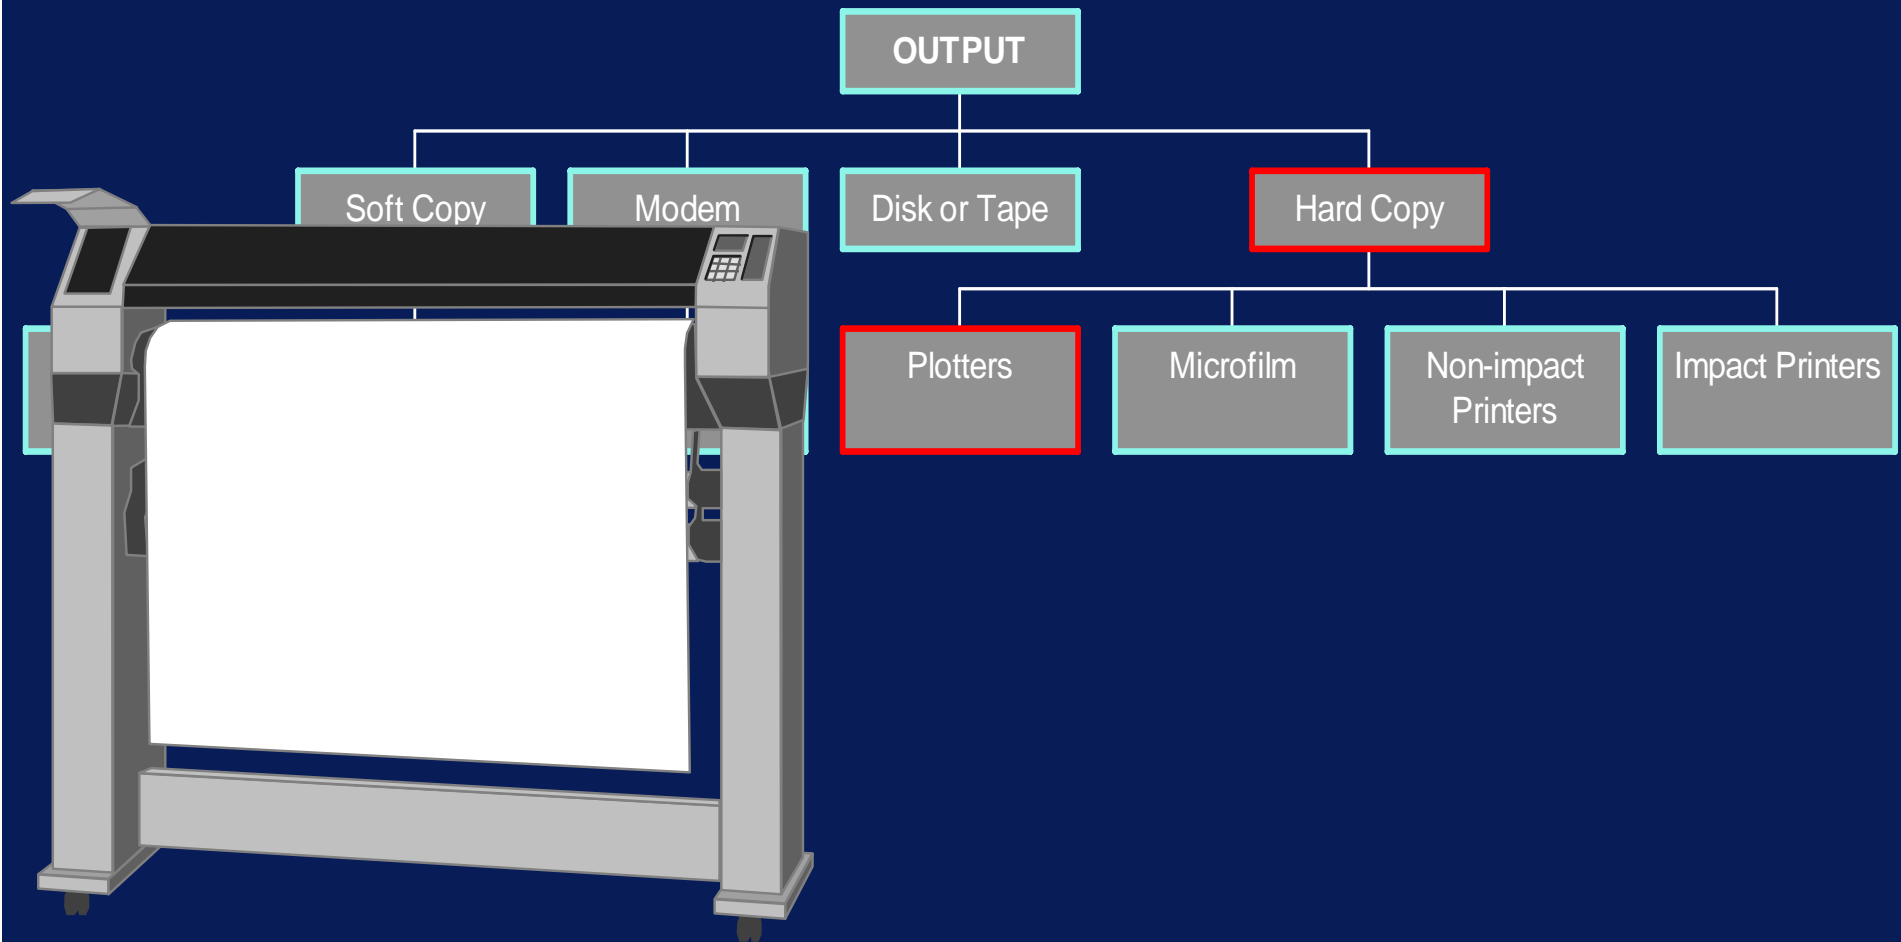 OUTPUT
Soft Copy
Modem
Disk or Tape
Hard Copy
Plotters
Microfilm
Non-impact
Printers
Impact Printers